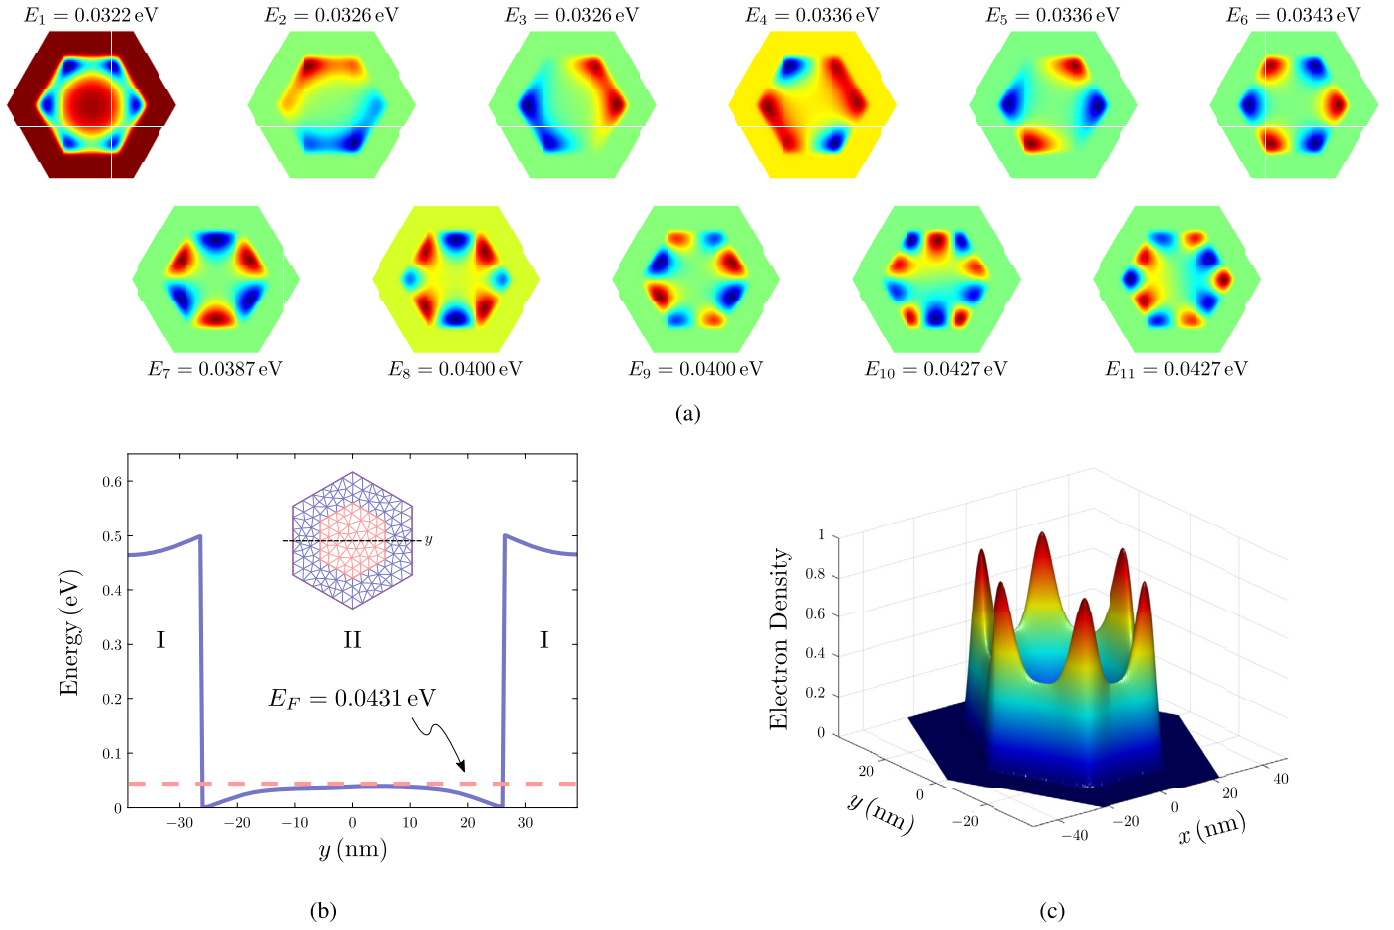 E1 = 0.0322 eV
E2 = 0.0326 eV
E3 = 0.0326 eV
E4 = 0.0336 eV
E5 = 0.0336 eV
E6 = 0.0343 eV
E7 = 0.0387 eV
E8 = 0.0400 eV
E9 = 0.0400 eV
E10 = 0.0427 eV
E11 = 0.0427 eV
(a)
Energy (eV)
0.6
0.5
0.4
0.3
0.2
0.1
0
I
II
I
y
EF = 0.0431 eV
−30
−20
−10
0
5
10
20
30
y (nm)
(b)
Electron Density
1
0.8
0.6
0.4
0.2
0
20
0
−20
y (nm)
−40
−20
0
20
40
x (nm)
(c)